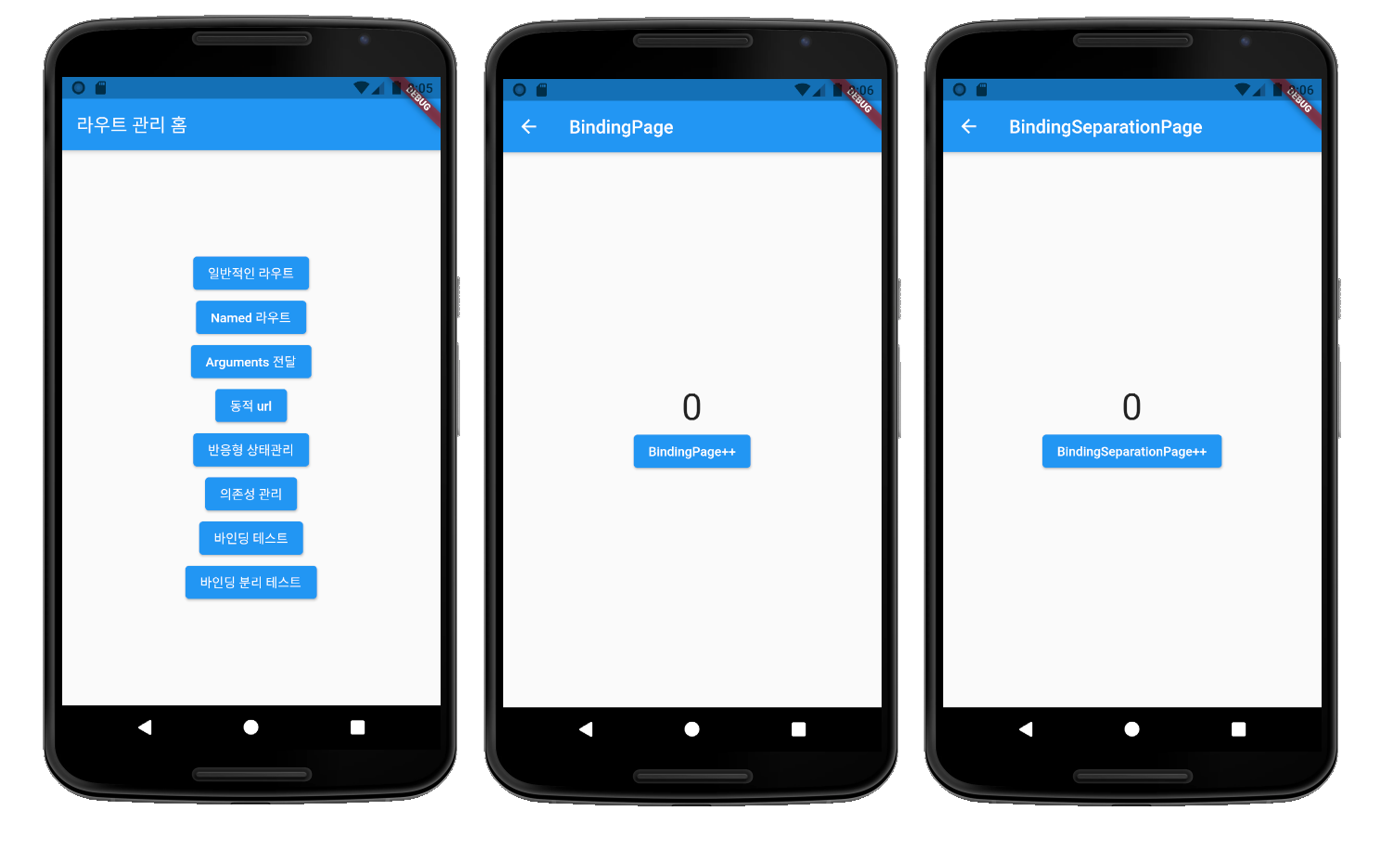 8:05
DEBUG
라우트 관리 홈
일반적인 라우트
Named 라우트
Arguments 전달
동적 url
반응형 상태관리
의존성 관리
바인딩 테스트
바인딩 분리 테스트
DEBUG
BindingPage
0
BindingPage++
DEBUG
BindingSeparationPage
0
BindingSeparationPage++